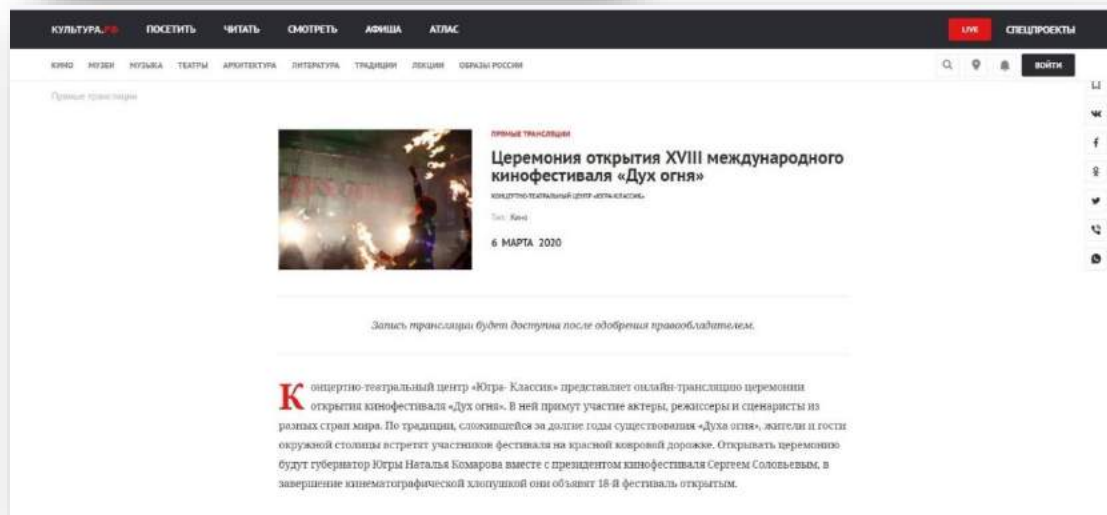 КУЛЬТУРА.РФ ПОСЕТИТЬ ЧИТАТЬ СМОТРЕТЬ АФИША АТЛАС LIVE СПЕЦПРОЕКТЫ
КИНО МУЗЕИ МУЗЫКА ТЕАТРЫ АРХИТЕКТУРА ЛИТЕРАТУРА ТРАДИЦИИ ЛЕКЦИИ ОБРАЗЫ РОССИИ ВОЙТИ
Прямые трансляции
ПРЯМЫЕ ТРАНСЛЯЦИИ
Церемония открытия XVIII международного
кинофестиваля «Дух огня»
КОНЦЕРТНО-ТЕАТРАЛЬНЫЙ ЦЕНТР «ЮГРА-КЛАССИК»
Тип: Кино
6 МАРТА 2020
Запись трансляции будет доступна после одобрения правообладателем.
Концертно-театральный центр «Югра- Классик» представляет онлайн-трансляцию церемонии
открытия кинофестиваля «Дух огня». В ней примут участие актеры, режиссеры и сценаристы из
разных стран мира. По традиции, сложившейся за долгие годы существования «Духа огня», жители и гости
окружной столицы встретят участников фестиваля на красной ковровой дорожке. Открывать церемонию
будут губернатор Югры Наталья Комарова вместе с президентом кинофестиваля Сергеем Соловьевым, в
завершение кинематографической хлопушкой они объявят 18-й фестиваль открытым.